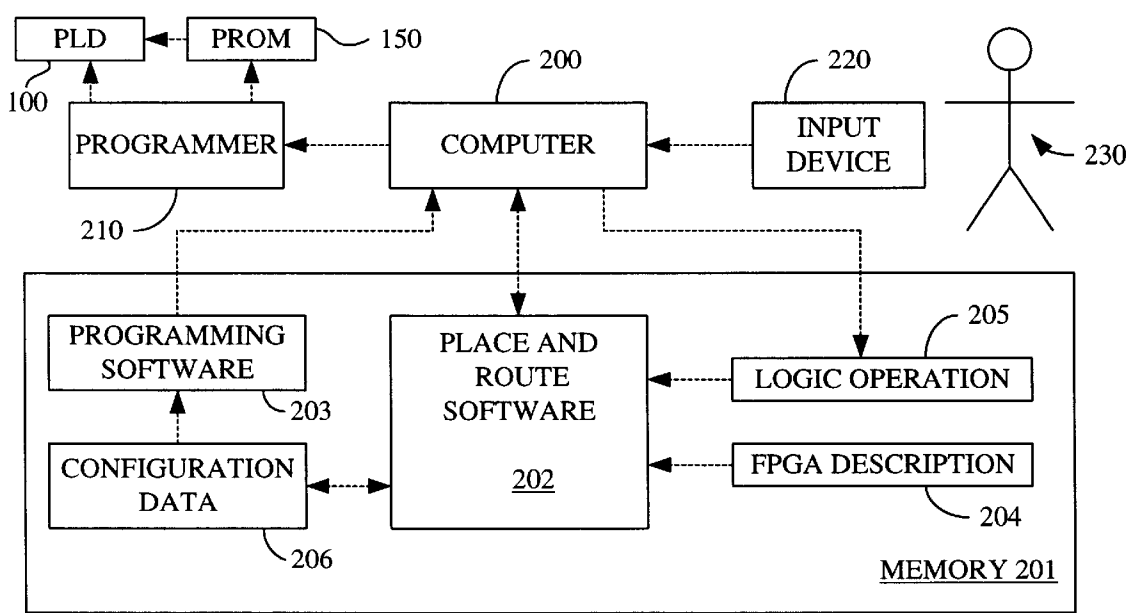 PLD
PROM
150
100
200
220
PROGRAMMER
COMPUTER
INPUT
DEVICE
230
210
PROGRAMMING
SOFTWARE
203
PLACE AND
ROUTE
SOFTWARE
202
205
LOGIC OPERATION
CONFIGURATION
DATA
206
FPGA DESCRIPTION
204
MEMORY 201